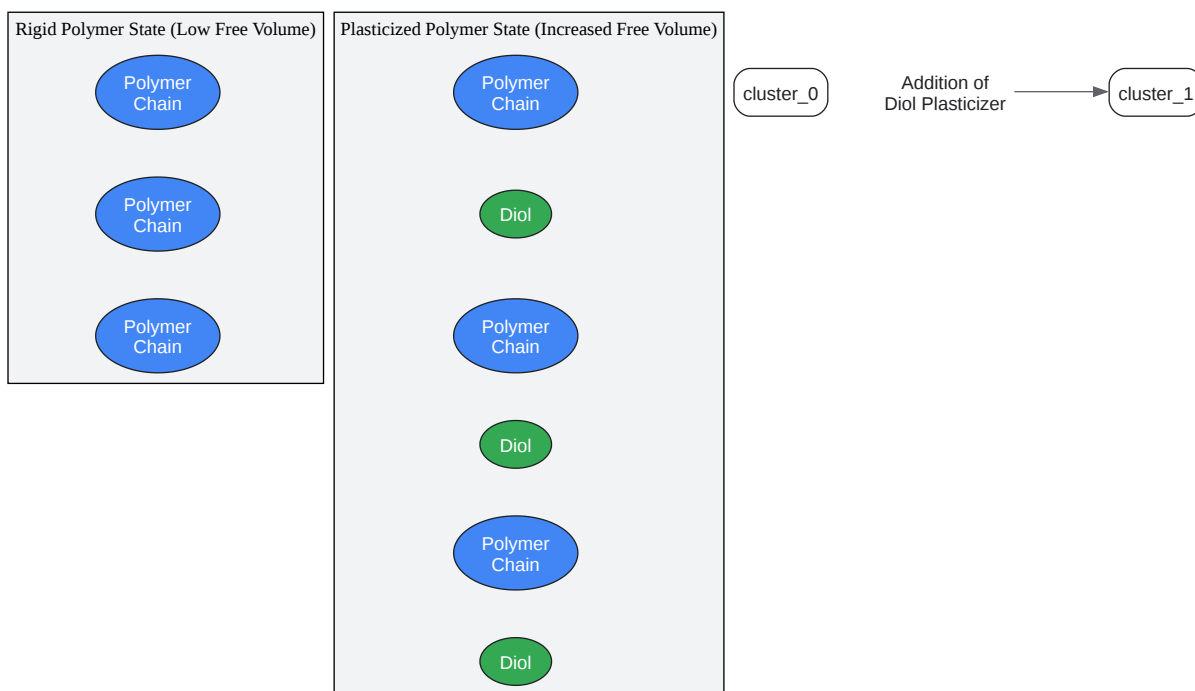 Rigid Polymer State (Low Free Volume)
Polymer
Chain
Polymer
Chain
Polymer
Chain
Plasticized Polymer State (Increased Free Volume)
Polymer
Chain
Diol
Polymer
Chain
Diol
Polymer
Chain
Diol
cluster_0
Addition of
Diol Plasticizer
cluster_1